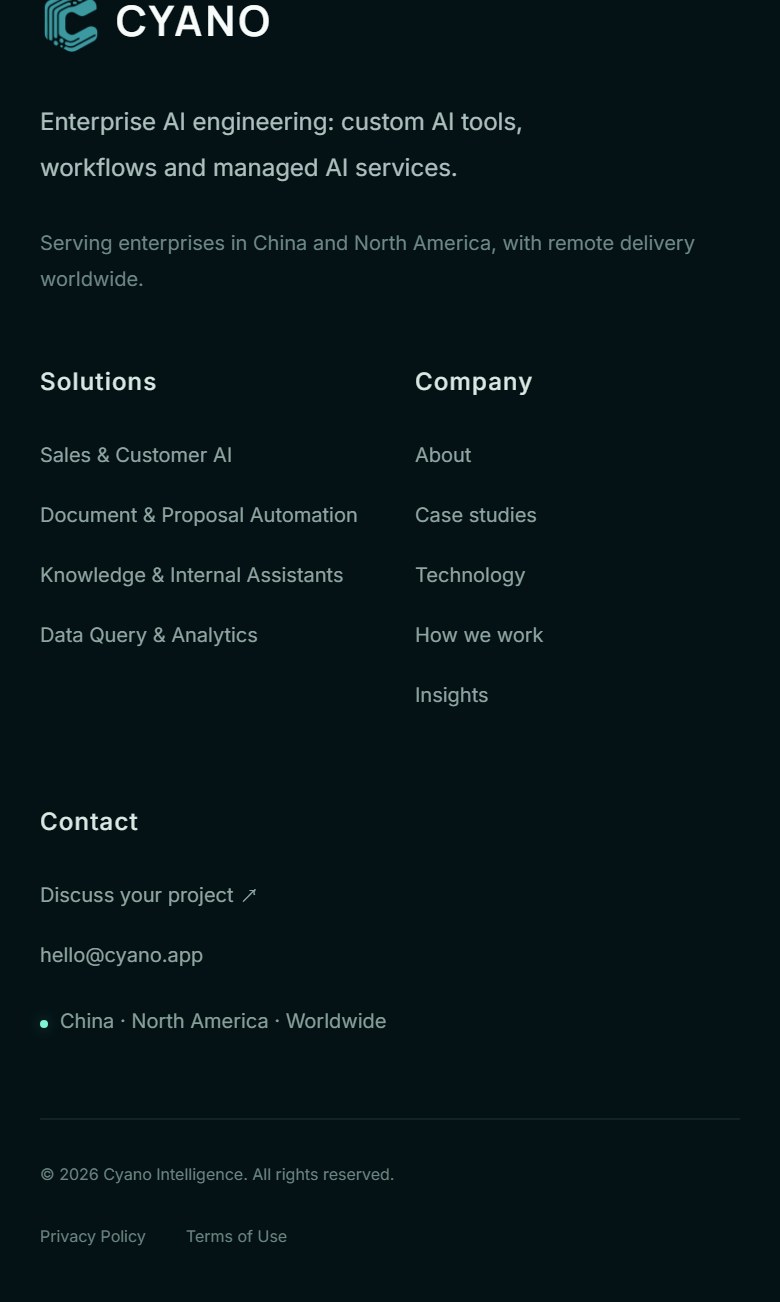 CYANO
Enterprise AI engineering: custom AI tools,
workflows and managed AI services.
Serving enterprises in China and North America, with remote delivery
worldwide.
Solutions
Sales & Customer AI
Document & Proposal Automation
Knowledge & Internal Assistants
Data Query & Analytics
Company
About
Case studies
Technology
How we work
Insights
Contact
Discuss your project ↗
hello@cyano.app
China · North America · Worldwide
© 2026 Cyano Intelligence. All rights reserved.
Privacy Policy Terms of Use